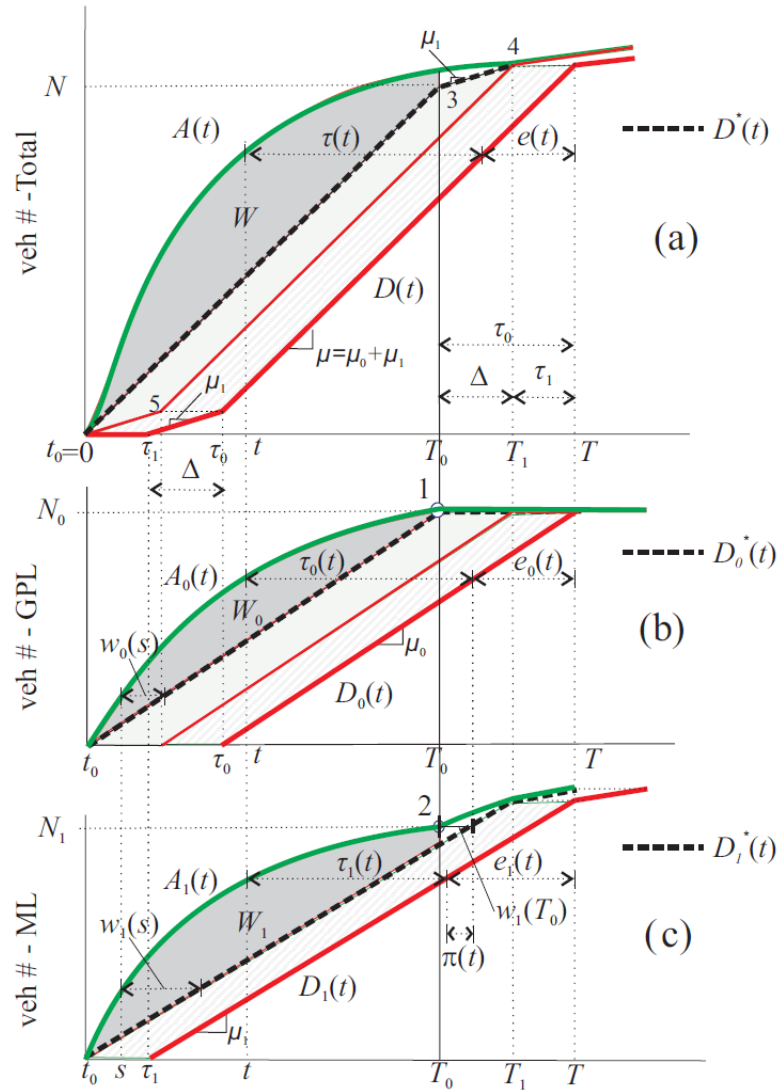 μ₁
4
N
3
A(t)
τ(t)
e(t)
D*(t)
W
(a)
D(t)
veh # -Total
μ=μ₀+μ₁
τ₀
Δ
τ₁
5
μ₁
t₀=0
τ₁
τ₀
t
T₀
T₁
T
Δ
1
N₀
A₀(t)
τ₀(t)
e₀(t)
D₀*(t)
W₀
w₀(s)
(b)
μ₀
D₀(t)
veh # - GPL
t₀
τ₀
t
T₀
T
2
N₁
A₁(t)
τ₁(t)
e₁(t)
D₁*(t)
w₁(T₀)
w₁(s)
W₁
(c)
π(t)
D₁(t)
μ₁
veh # - ML
t₀
s
τ₁
t
T₀
T₁
T